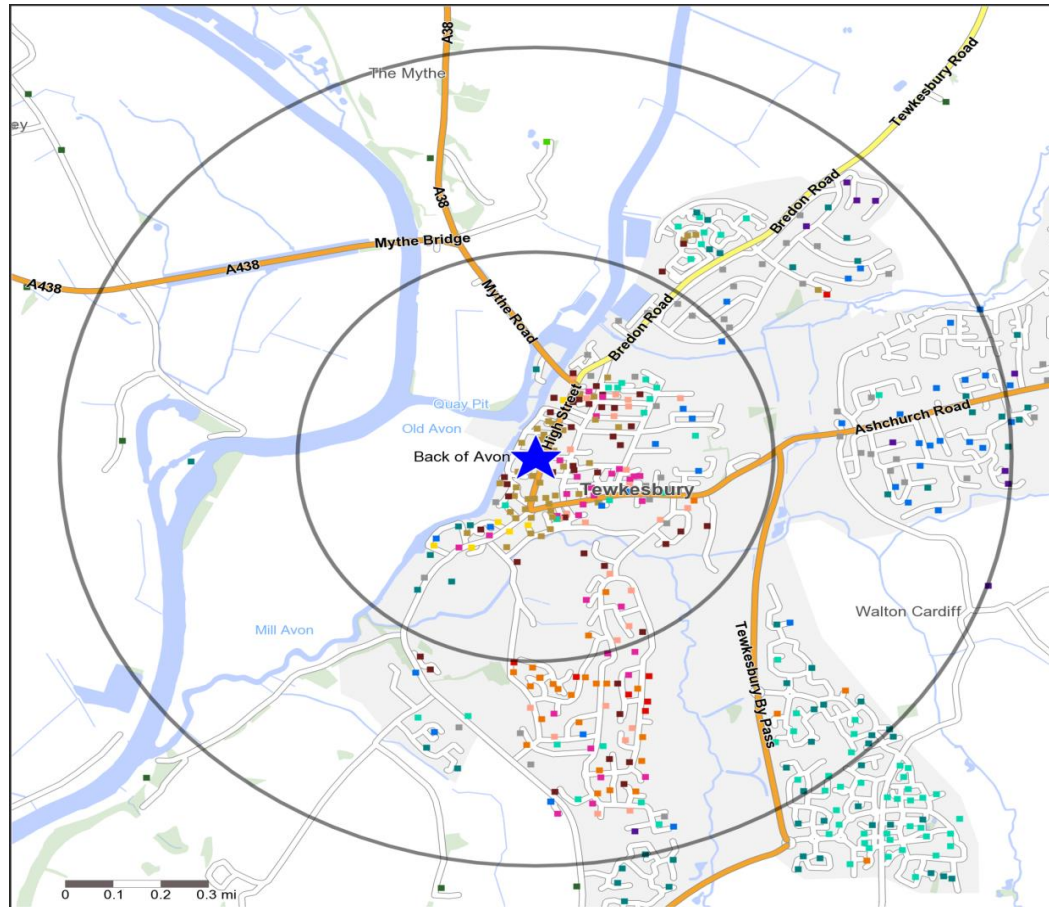 A38
The Mythe
Tewkesbury Road
ey
A38
Bredon Road
Mythe Bridge
A438
A438
Mythe Road
Bredon Road
Quay Pit
High Street
Ashchurch Road
Old Avon
Back of Avon
Tewkesbury
Walton Cardiff
Mill Avon
Tewkesbury By Pass
0 0.1 0.2 0.3 mi